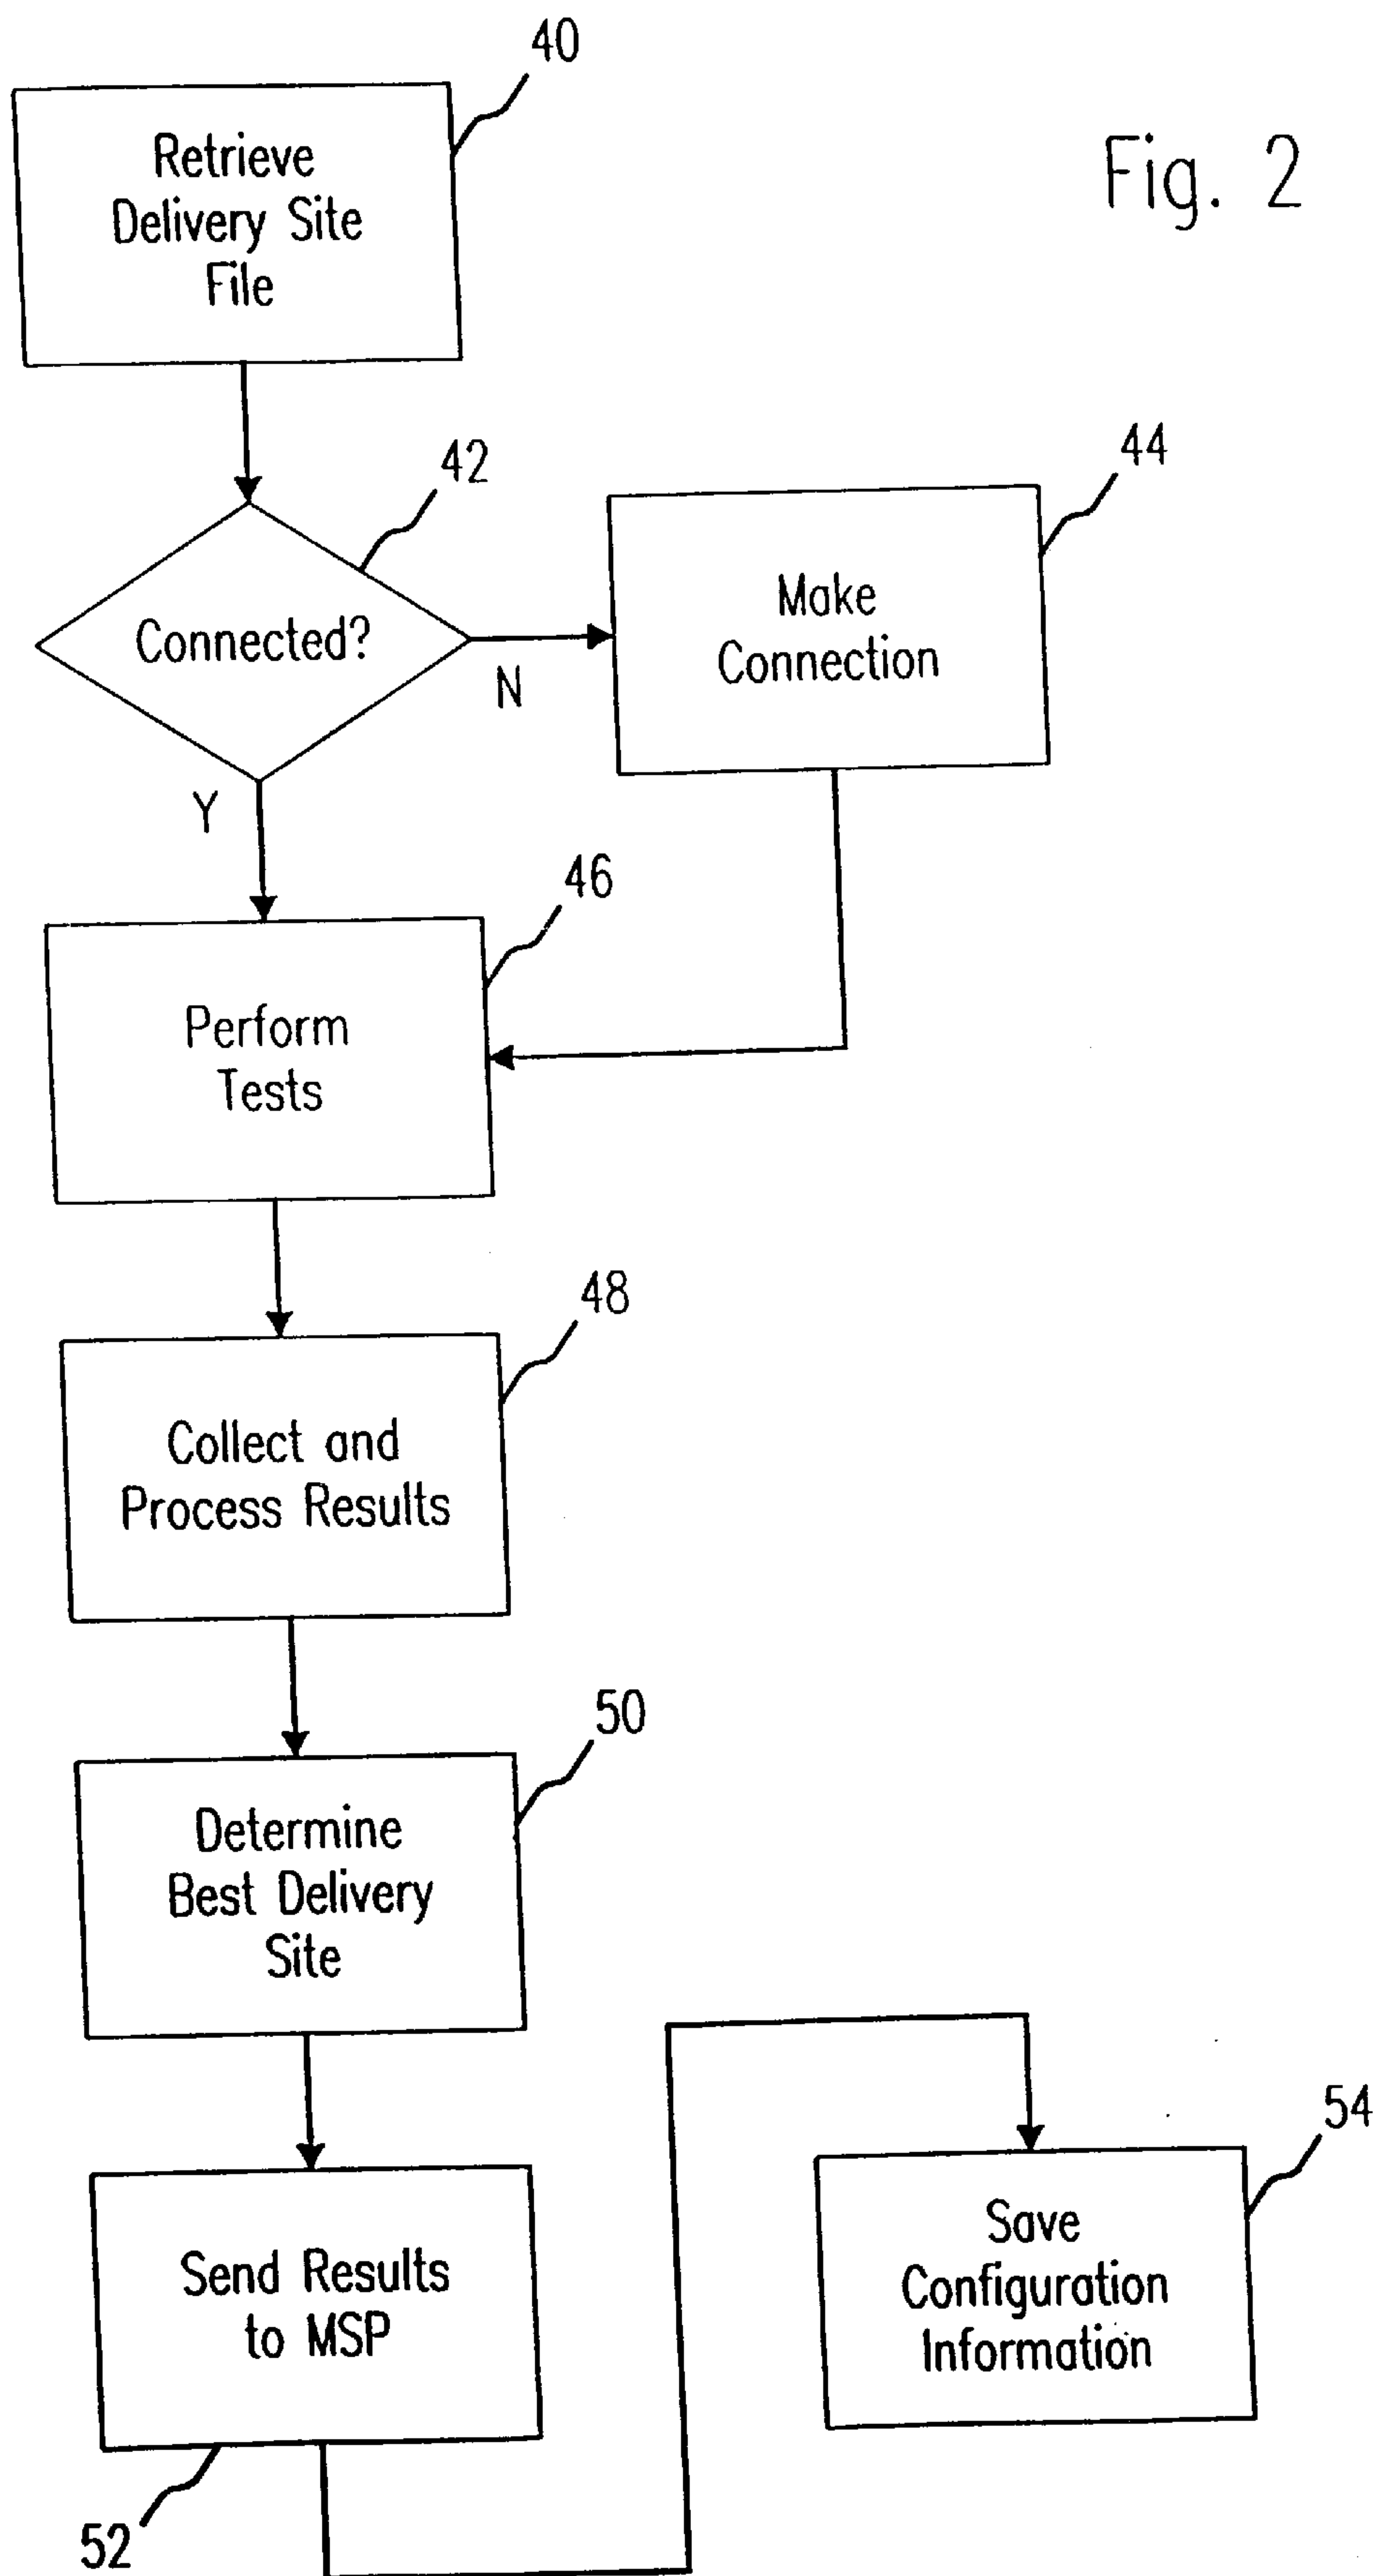 40
Fig. 2
Retrieve
Delivery Site
File
42
44
Connected?
N
Y
Make
Connection
46
Perform
Tests
48
Collect and
Process Results
50
Determine
Best Delivery
Site
54
Send Results
to MSP
52
Save
Configuration
Information